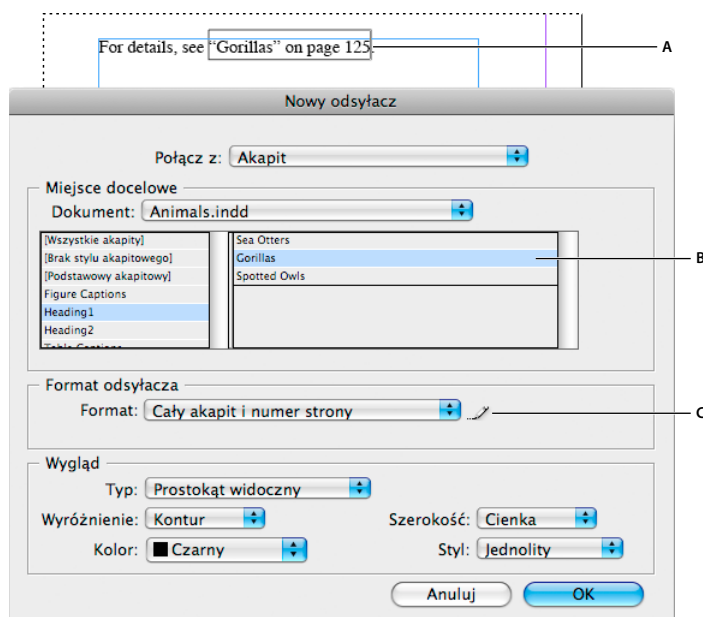 For details, see “Gorillas” on page 125.
A
Nowy odsyłacz
Połącz z: Akapit
Miejsce docelowe
Dokument: Animals.indd
[Wszystkie akapity]
[Brak stylu akapitowego]
[Podstawowy akapitowy]
Figure Captions
Heading1
Heading2
Table Captions
Sea Otters
Gorillas
Spotted Owls
B
Format odsyłacza
Format: Cały akapit i numer strony
C
Wygląd
Typ: Prostokąt widoczny
Wyróżnienie: Kontur
Szerokość: Cienka
Kolor: Czarny
Styl: Jednolity
Anuluj
OK